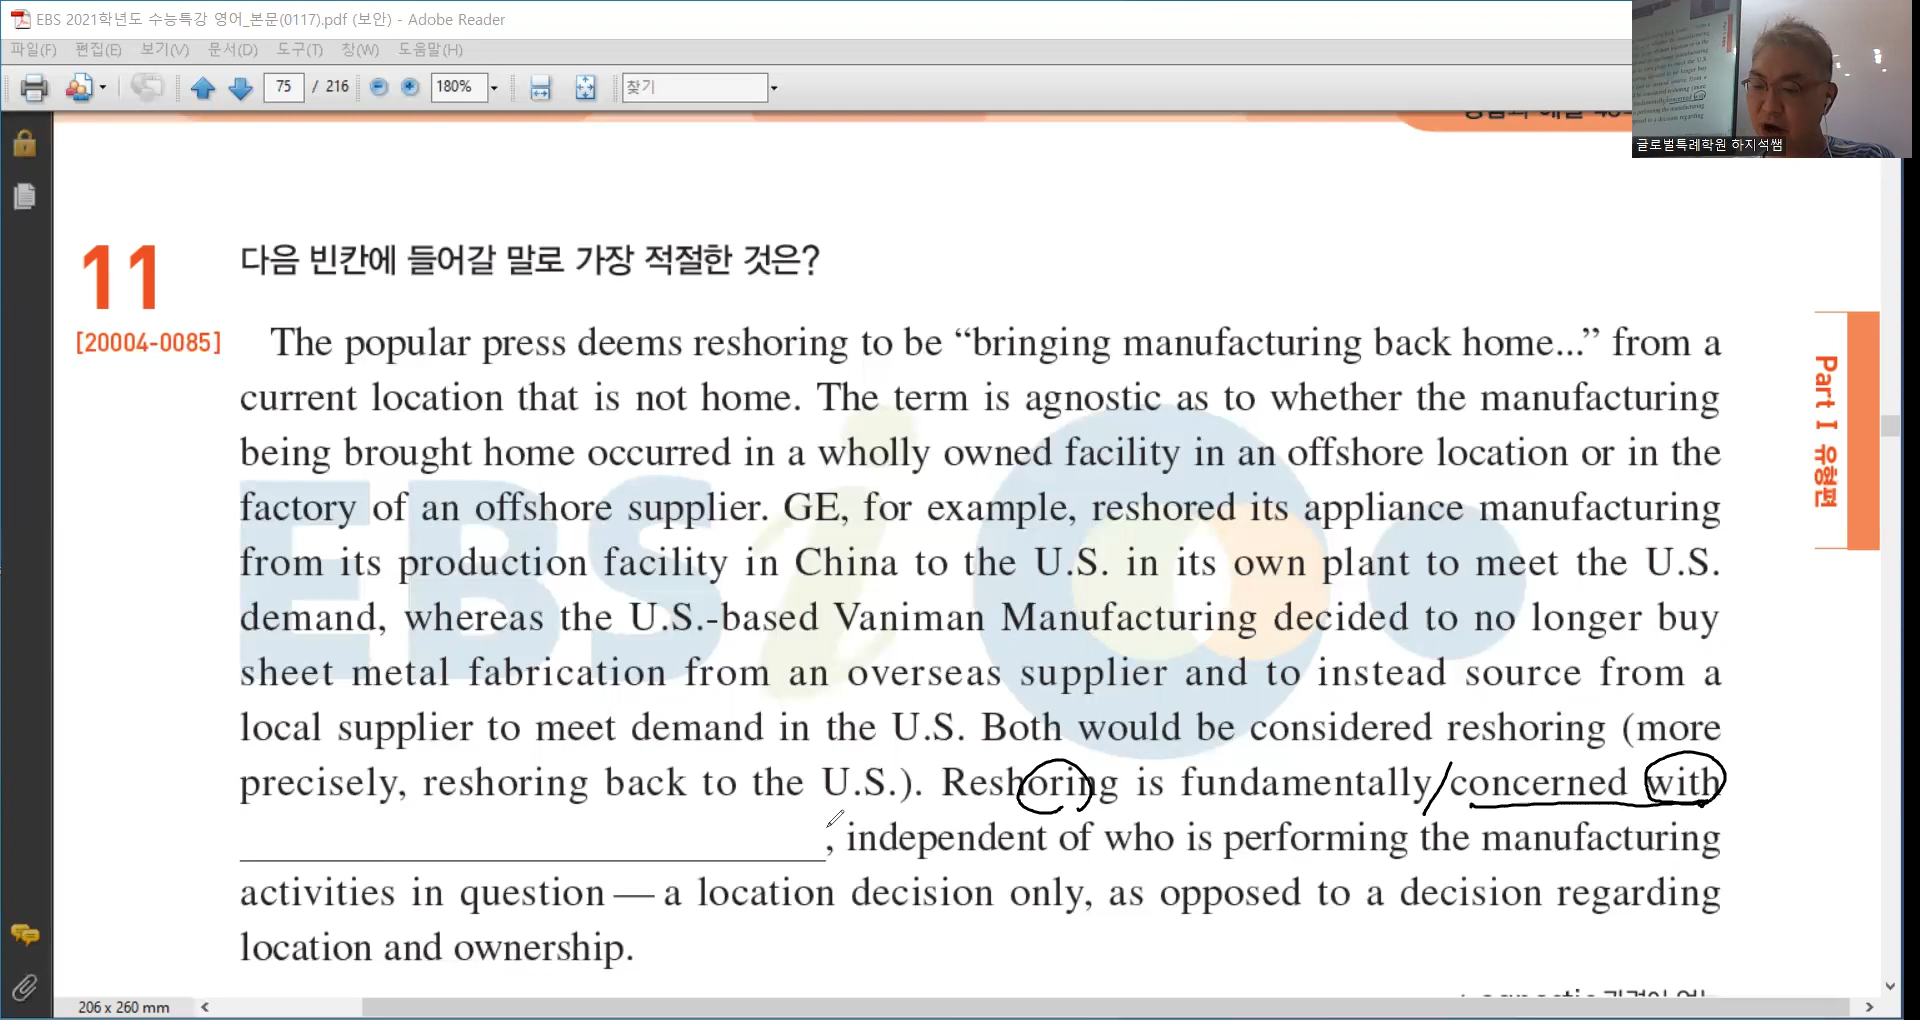 EBS 2021학년도 수능특강 영어_본문(0117).pdf (보안) - Adobe Reader
파일(F) 편집(E) 보기(V) 문서(D) 도구(T) 창(W) 도움말(H)
75 / 216 180% 찾기
글로벌특례학원 하지석쌤
11
다음 빈칸에 들어갈 말로 가장 적절한 것은?
[20004-0085]
The popular press deems reshoring to be “bringing manufacturing back home...” from a
current location that is not home. The term is agnostic as to whether the manufacturing
being brought home occurred in a wholly owned facility in an offshore location or in the
factory of an offshore supplier. GE, for example, reshored its appliance manufacturing
from its production facility in China to the U.S. in its own plant to meet the U.S.
demand, whereas the U.S.-based Vaniman Manufacturing decided to no longer buy
sheet metal fabrication from an overseas supplier and to instead source from a
local supplier to meet demand in the U.S. Both would be considered reshoring (more
precisely, reshoring back to the U.S.). Reshoring is fundamentally concerned with
, independent of who is performing the manufacturing
activities in question — a location decision only, as opposed to a decision regarding
location and ownership.
Part I 유형편
EBSi
206 x 260 mm